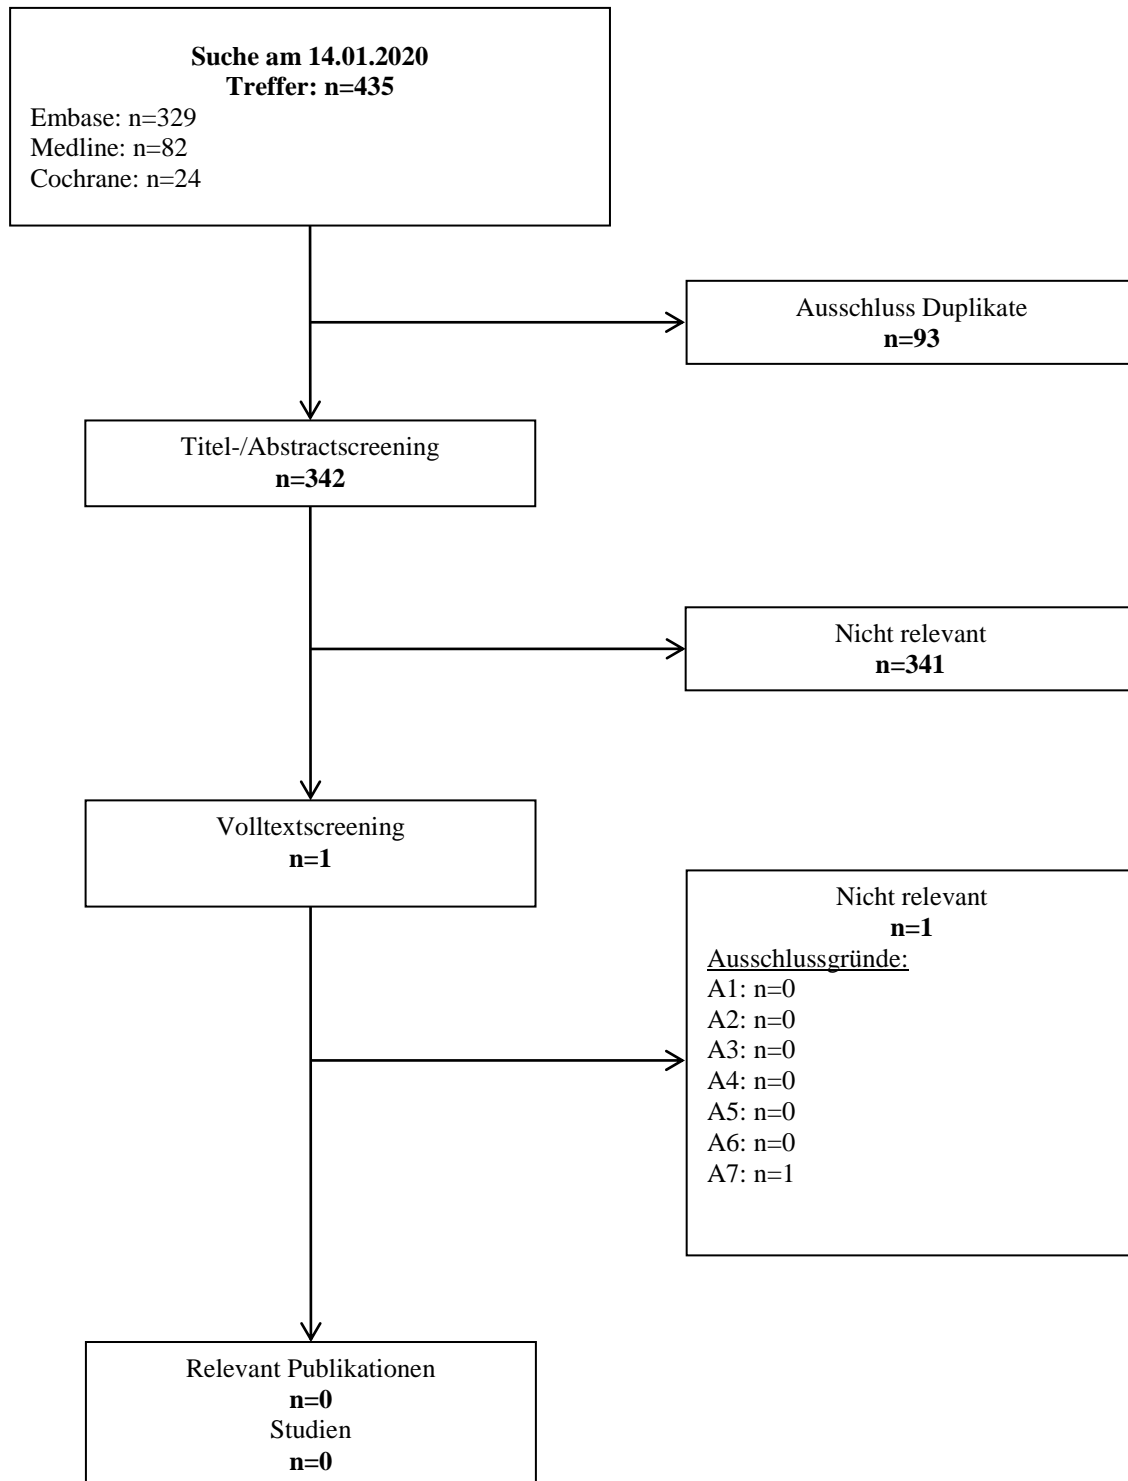 Suche am 14.01.2020
Treffer: n=435
Embase: n=329
Medline: n=82
Cochrane: n=24
Ausschluss Duplikate
n=93
Titel-/Abstractscreening
n=342
Nicht relevant
n=341
Volltextscreening
n=1
Nicht relevant
n=1
Ausschlussgründe:
A1: n=0
A2: n=0
A3: n=0
A4: n=0
A5: n=0
A6: n=0
A7: n=1
Relevant Publikationen
n=0
Studien
n=0